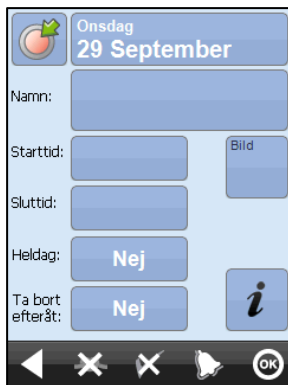 Onsdag
29 September
Namn:
Starttid:
Bild
Sluttid:
Heldag:
Nej
Ta bort
efteråt:
Nej
i
OK